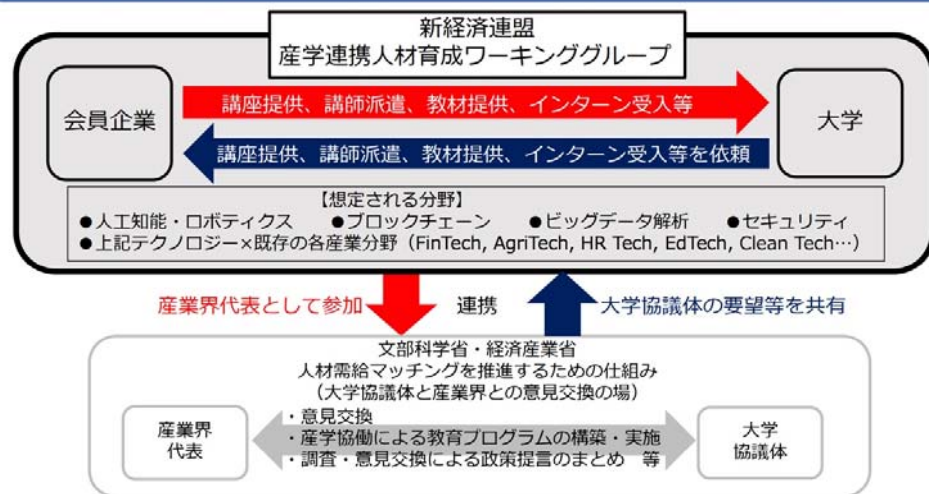 新経済連盟
産学連携人材育成ワーキンググループ
会員企業
講座提供、講師派遣、教材提供、インターン受入等
大学
講座提供、講師派遣、教材提供、インターン受入等を依頼
【想定される分野】
●人工知能・ロボティクス ●ブロックチェーン ●ビッグデータ解析 ●セキュリティ
●上記テクノロジー×既存の各産業分野（FinTech, AgriTech, HR Tech, EdTech, Clean Tech…）
産業界代表として参加 連携 大学協議体の要望等を共有
文部科学省・経済産業省
人材需給マッチングを推進するための仕組み
（大学協議体と産業界との意見交換の場）
産業界
代表
・意見交換
・産学協働による教育プログラムの構築・実施
・調査・意見交換による政策提言のまとめ 等
大学
協議体